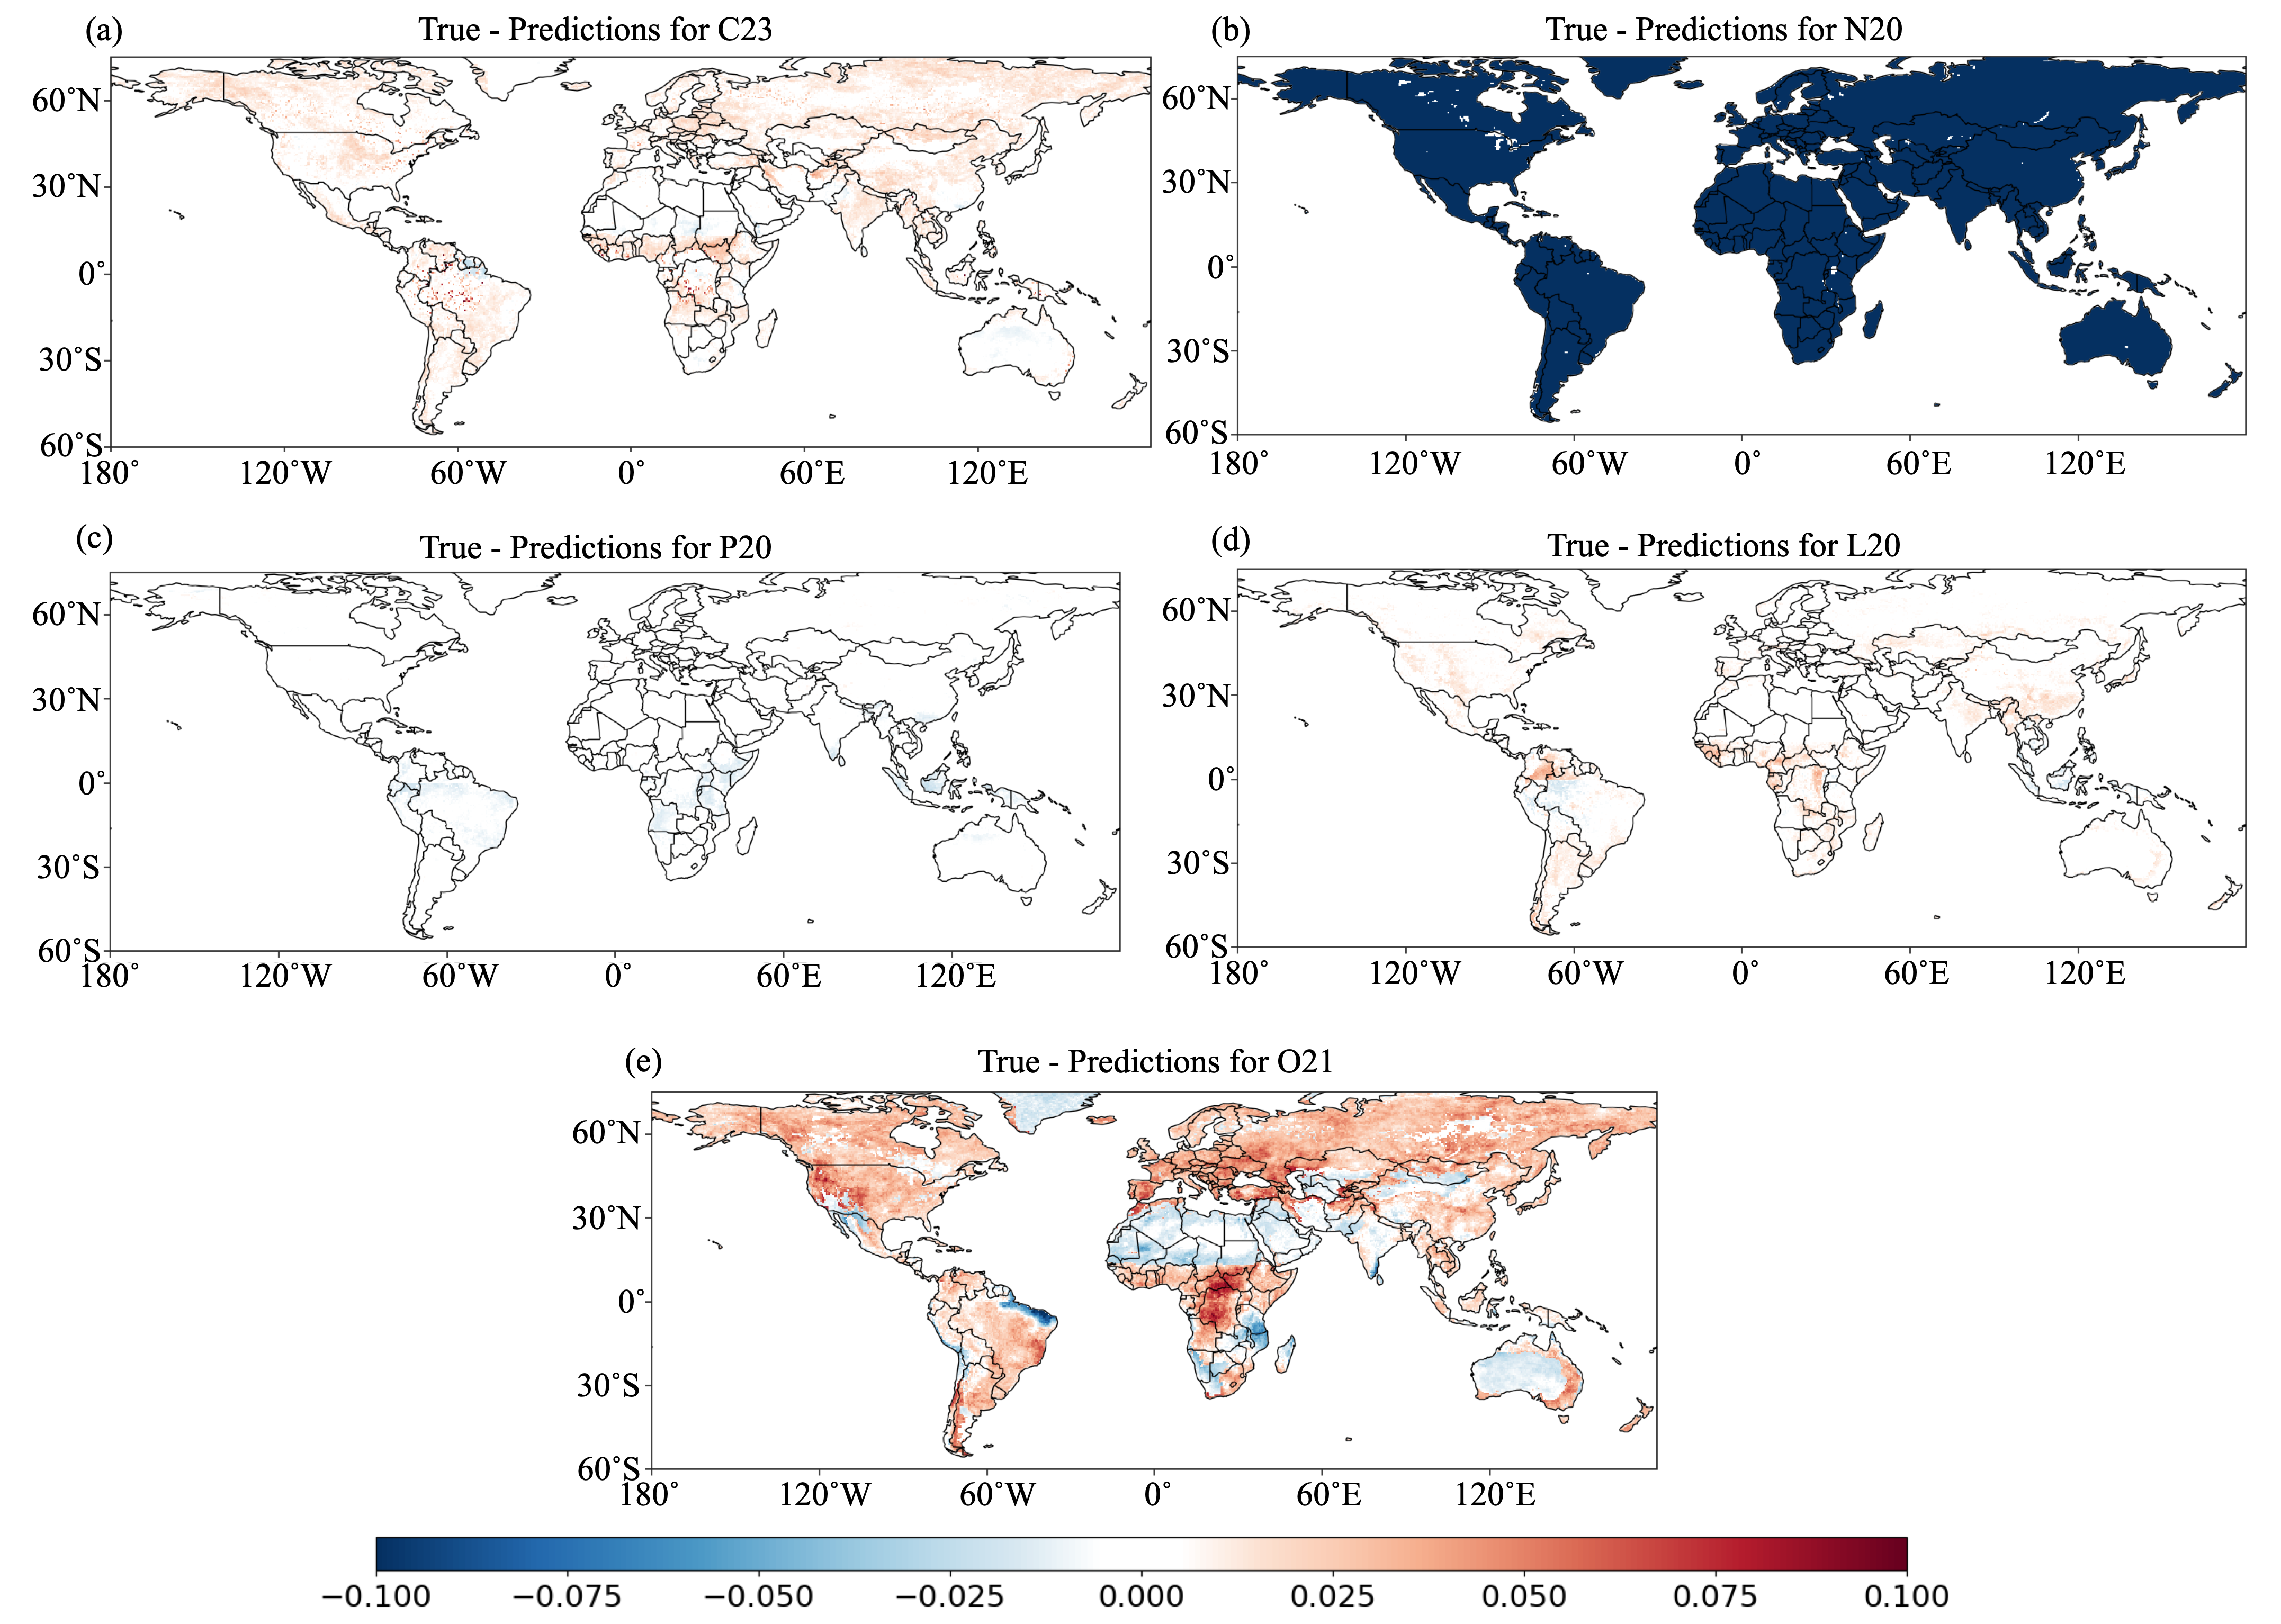 (a) True - Predictions for C23
60°N
30°N
0°
30°S
60°S
180° 120°W 60°W 0° 60°E 120°E
(b) True - Predictions for N20
60°N
30°N
0°
30°S
60°S
180° 120°W 60°W 0° 60°E 120°E
(c) True - Predictions for P20
60°N
30°N
0°
30°S
60°S
180° 120°W 60°W 0° 60°E 120°E
(d) True - Predictions for L20
60°N
30°N
0°
30°S
60°S
180° 120°W 60°W 0° 60°E 120°E
(e) True - Predictions for O21
60°N
30°N
0°
30°S
60°S
180° 120°W 60°W 0° 60°E 120°E
−0.100 −0.075 −0.050 −0.025 0.000 0.025 0.050 0.075 0.100